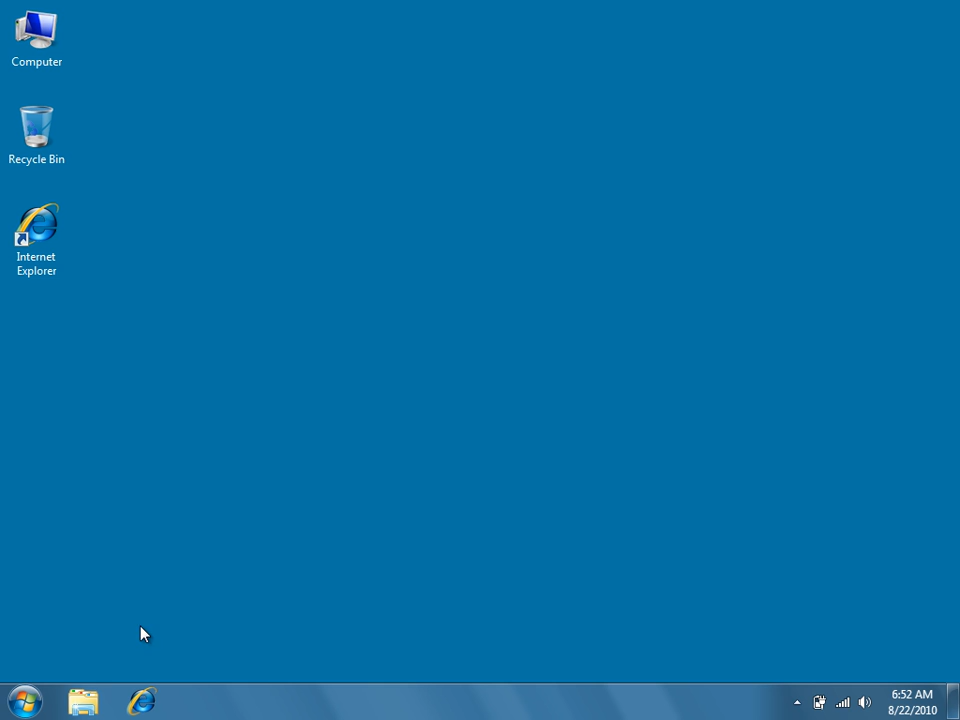 Computer
Recycle Bin
Internet
Explorer
6:52 AM
8/22/2010